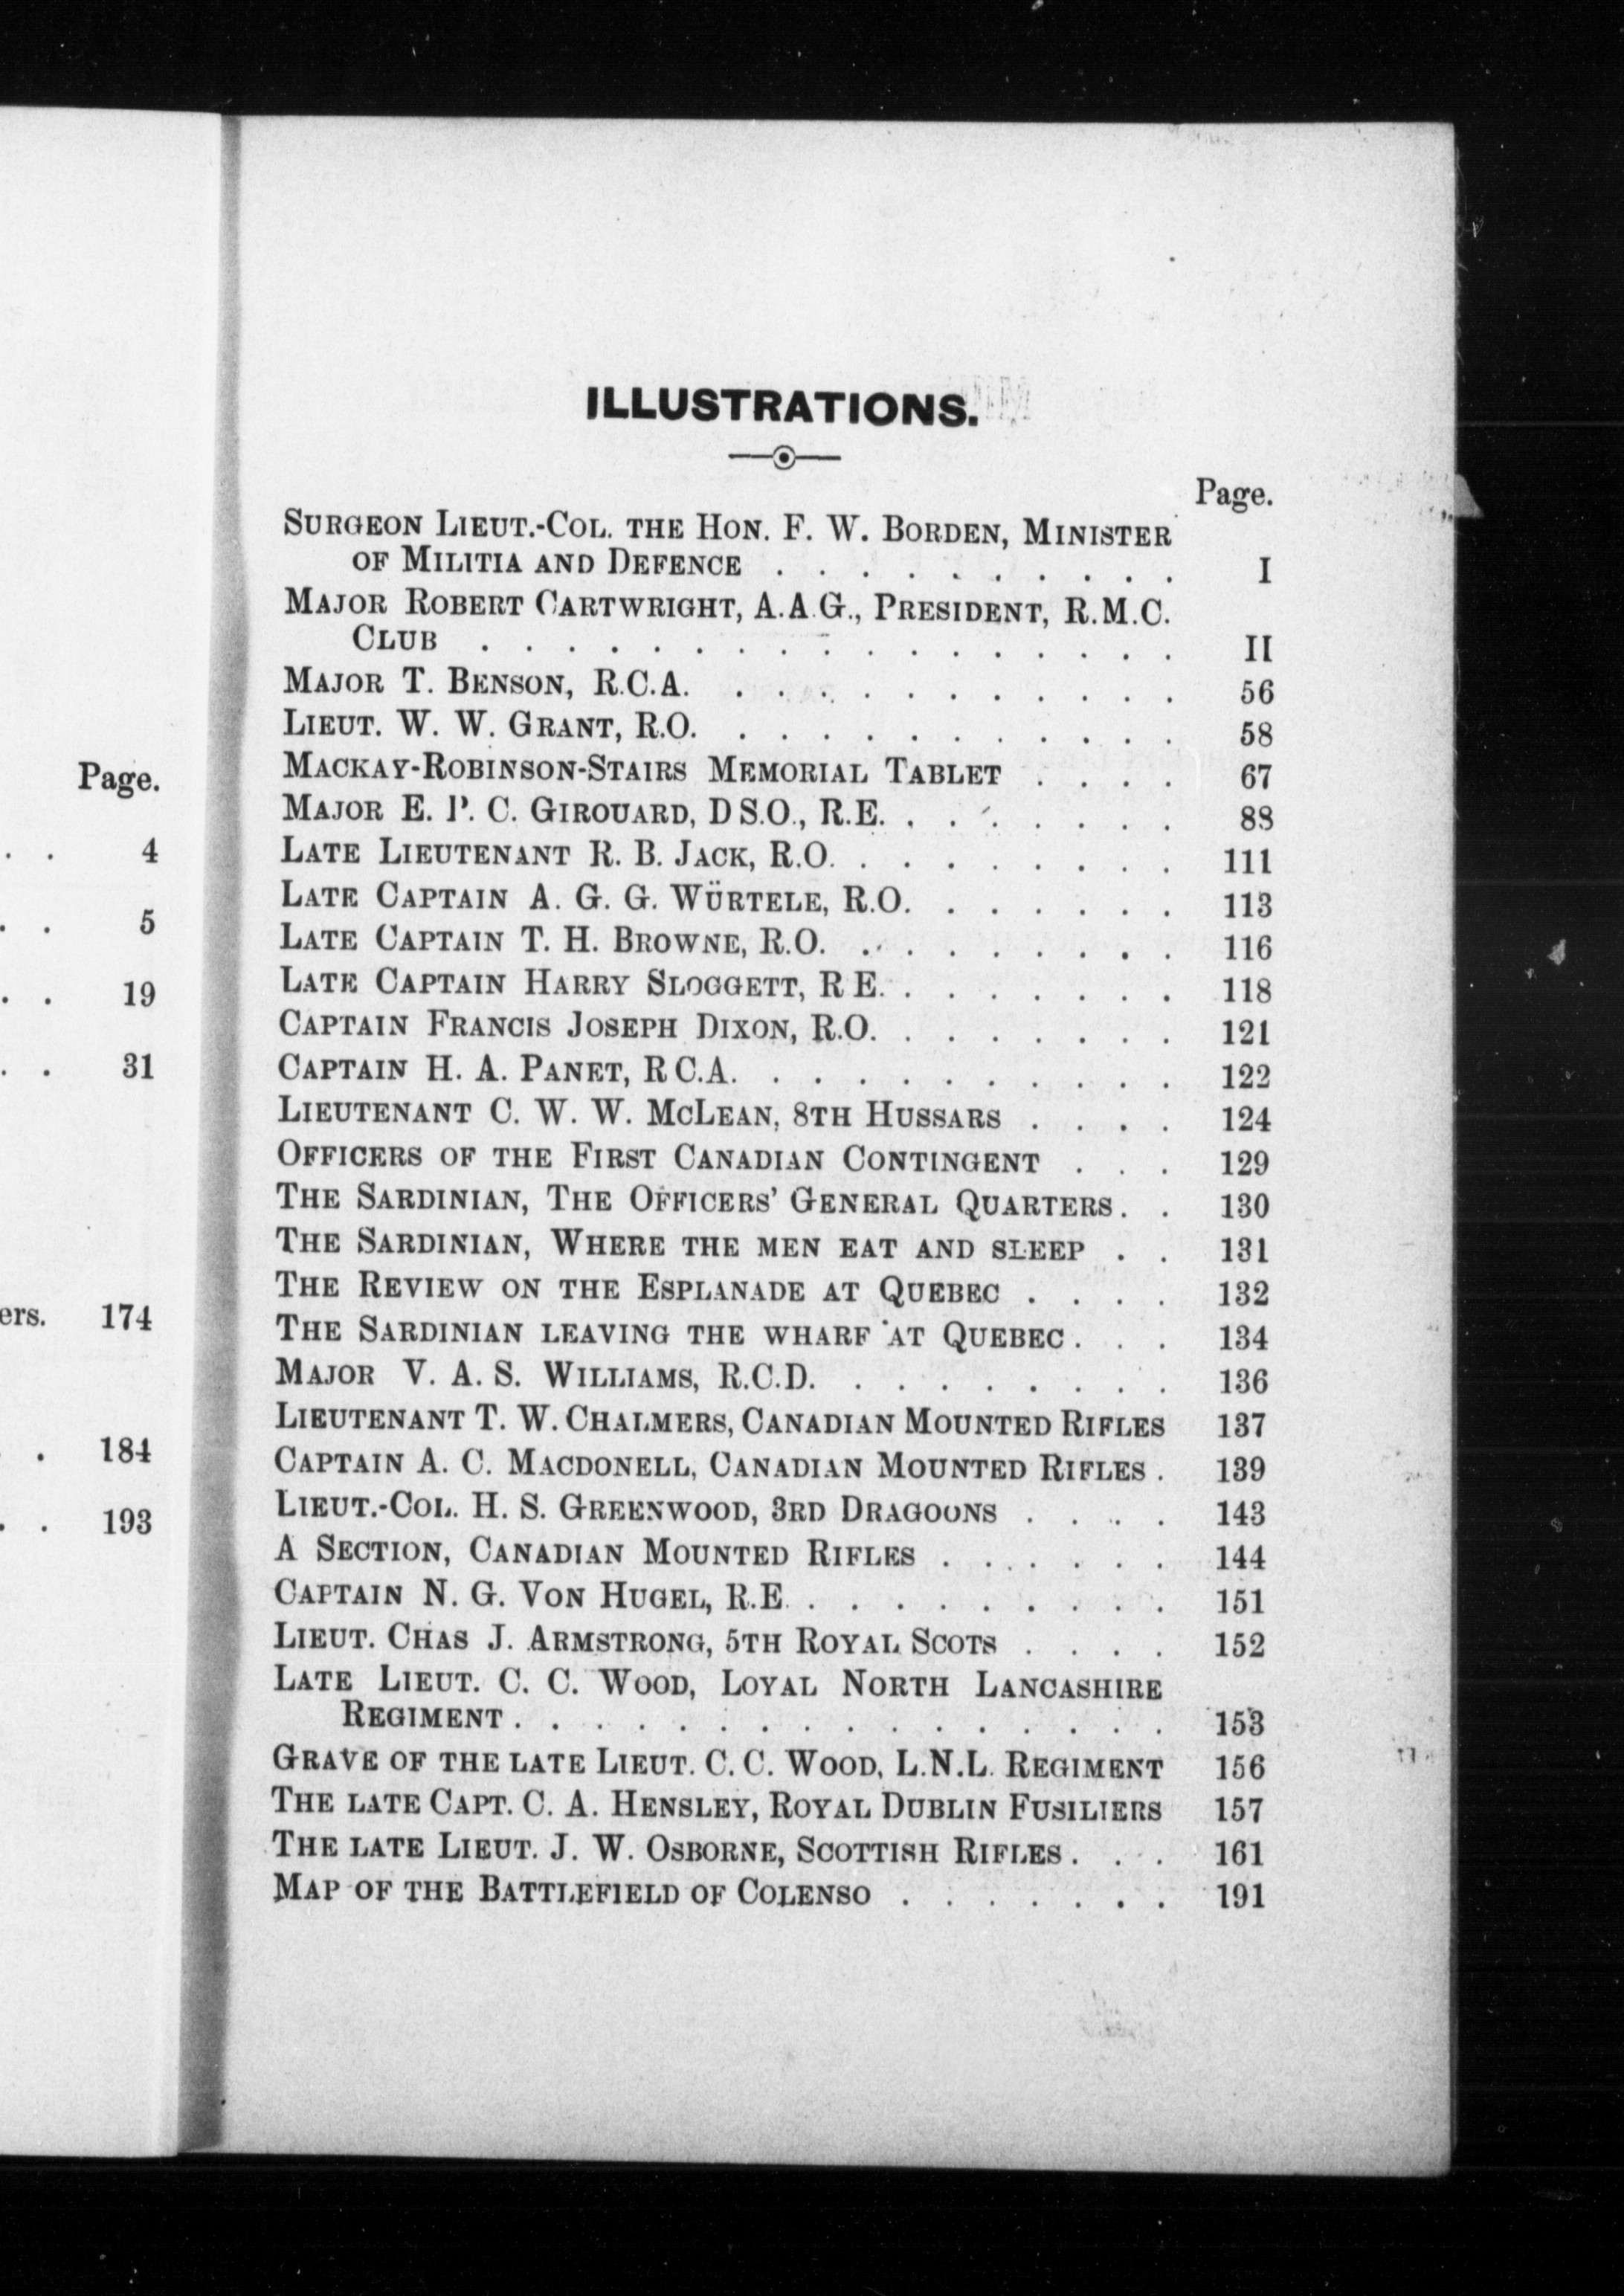 Page.
4
5
19
31
ers. 174
184
193
ILLUSTRATIONS.
Page.
SURGEON LIEUT.-COL. THE HON. F. W. BORDEN, MINISTER
OF MILITIA AND DEFENCE . . . . . . . . . . I
MAJOR ROBERT CARTWRIGHT, A.A.G., PRESIDENT, R.M.C.
CLUB . . . . . . . . . . . . . . . . . II
MAJOR T. BENSON, R.C.A. . . . . . . . . . . . 56
LIEUT. W. W. GRANT, R.O. . . . . . . . . . . . 58
MACKAY-ROBINSON-STAIRS MEMORIAL TABLET . . . . 67
MAJOR E. P. C. GIROUARD, D S.O., R.E. . . . . . . . 88
LATE LIEUTENANT R. B. JACK, R.O. . . . . . . . . 111
LATE CAPTAIN A. G. G. WÜRTELE, R.O. . . . . . . 113
LATE CAPTAIN T. H. BROWNE, R.O. . . . . . . . . 116
LATE CAPTAIN HARRY SLOGGETT, R E. . . . . . . . 118
CAPTAIN FRANCIS JOSEPH DIXON, R.O. . . . . . . . 121
CAPTAIN H. A. PANET, R C.A. . . . . . . . . . . 122
LIEUTENANT C. W. W. MCLEAN, 8TH HUSSARS . . . . 124
OFFICERS OF THE FIRST CANADIAN CONTINGENT . . . 129
THE SARDINIAN, THE OFFICERS' GENERAL QUARTERS. . 130
THE SARDINIAN, WHERE THE MEN EAT AND SLEEP . . 131
THE REVIEW ON THE ESPLANADE AT QUEBEC . . . . 132
THE SARDINIAN LEAVING THE WHARF AT QUEBEC . . . 134
MAJOR V. A. S. WILLIAMS, R.C.D. . . . . . . . . 136
LIEUTENANT T. W. CHALMERS, CANADIAN MOUNTED RIFLES 137
CAPTAIN A. C. MACDONELL, CANADIAN MOUNTED RIFLES . 139
LIEUT.-COL. H. S. GREENWOOD, 3RD DRAGOONS . . . . 143
A SECTION, CANADIAN MOUNTED RIFLES . . . . . . 144
CAPTAIN N. G. VON HUGEL, R.E. . . . . . . . . . 151
LIEUT. CHAS J. ARMSTRONG, 5TH ROYAL SCOTS . . . . 152
LATE LIEUT. C. C. WOOD, LOYAL NORTH LANCASHIRE
REGIMENT . . . . . . . . . . . . . . . . 153
GRAVE OF THE LATE LIEUT. C. C. WOOD, L.N.L. REGIMENT 156
THE LATE CAPT. C. A. HENSLEY, ROYAL DUBLIN FUSILIERS 157
THE LATE LIEUT. J. W. OSBORNE, SCOTTISH RIFLES . . . 161
MAP OF THE BATTLEFIELD OF COLENSO . . . . . . . 191